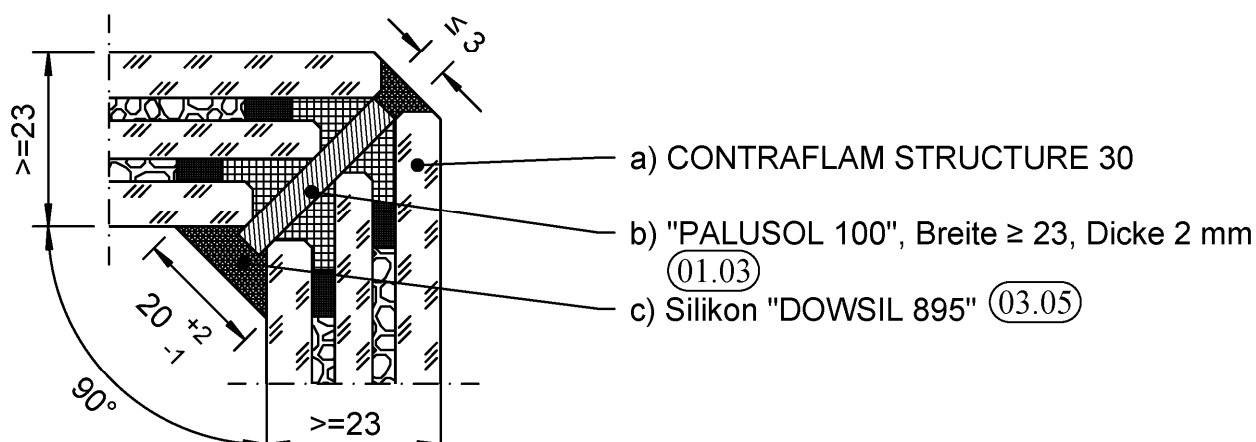 ≤ 3
>=23
a) CONTRAFLAM STRUCTURE 30
b) "PALUSOL 100", Breite ≥ 23, Dicke 2 mm
01.03
c) Silikon "DOWSIL 895" 03.05
20 +2 -1
90°
>=23